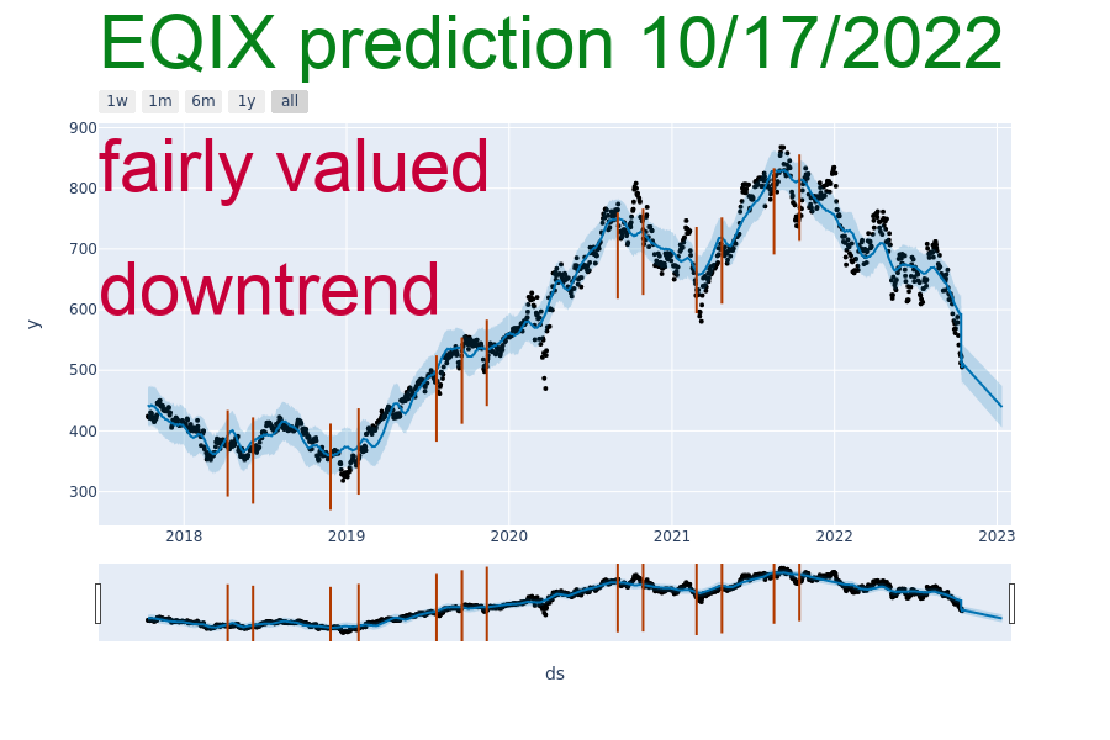 EQIX prediction 10/17/2022
1w 1m 6m 1y all
900
fairly valued
800
700
downtrend
600
y
500
400
300
2018 2019 2020 2021 2022 2023
ds